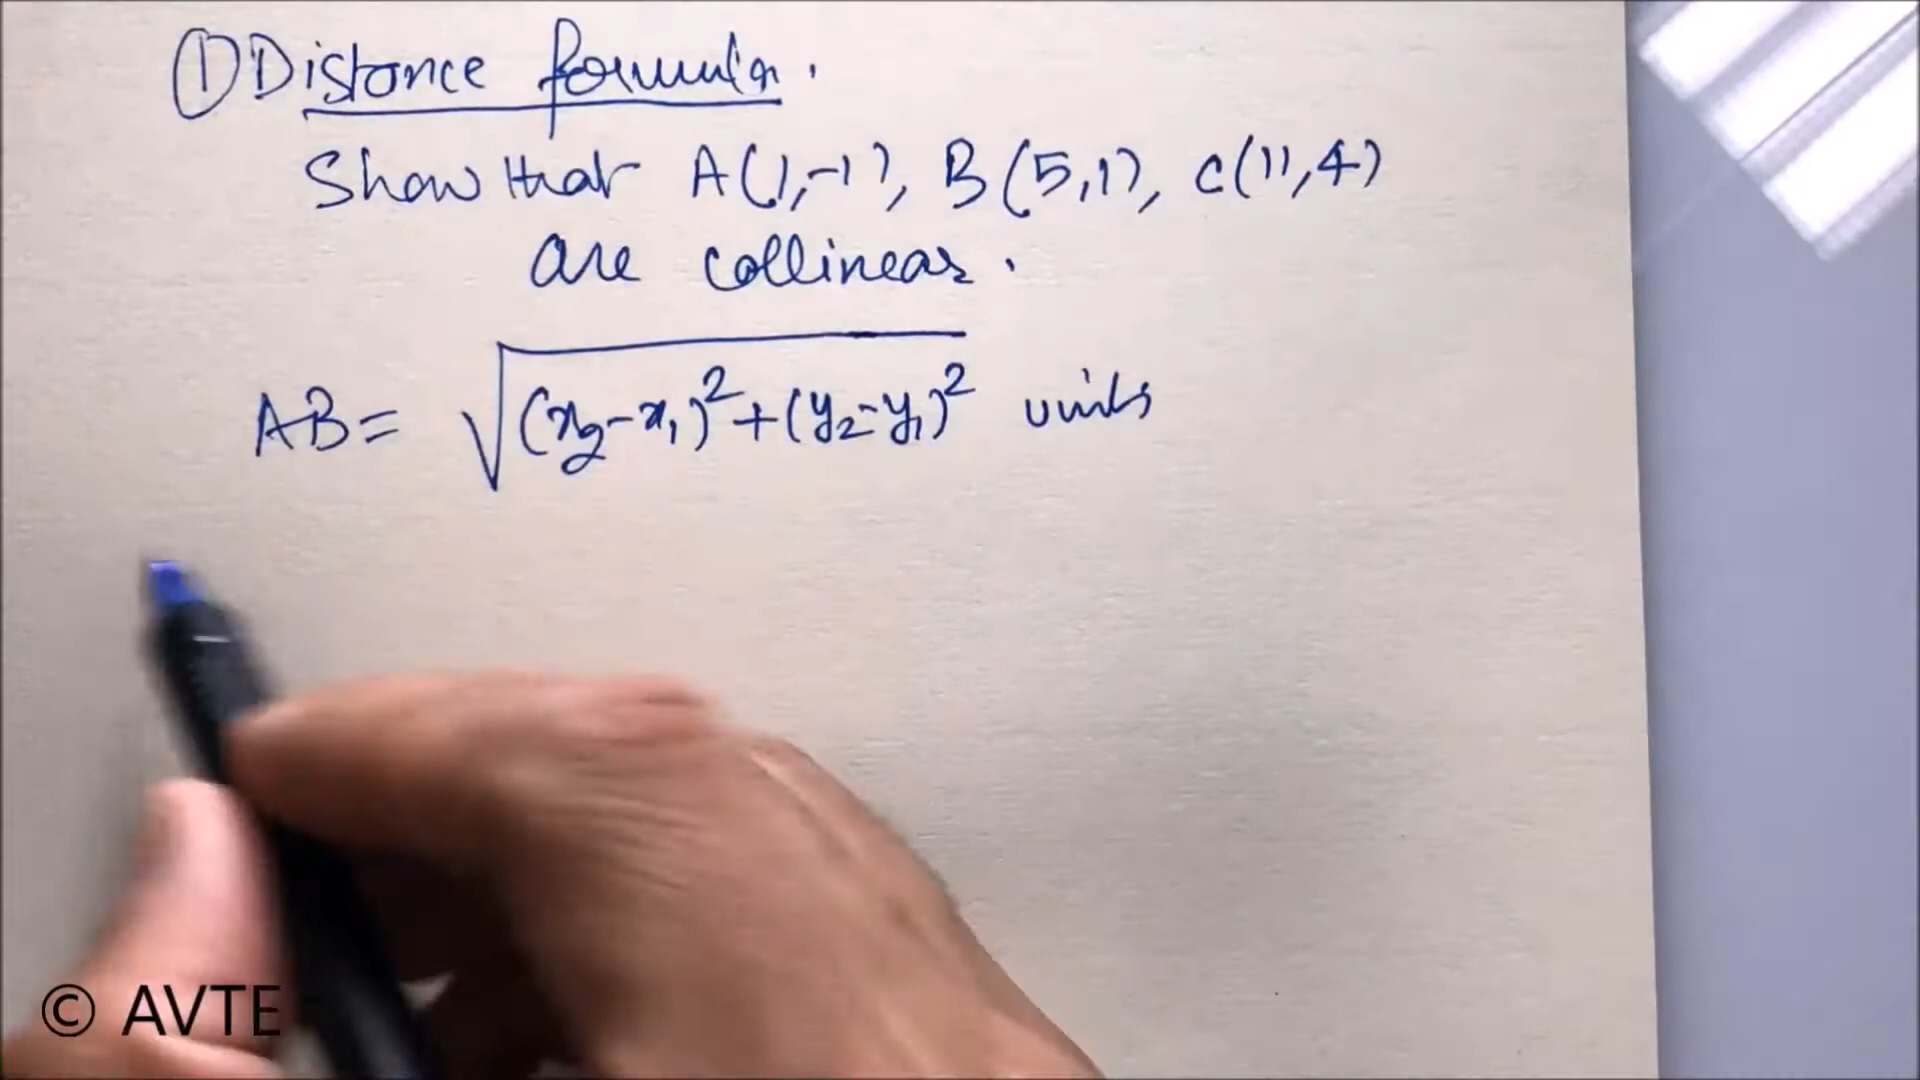 ① Distance formula.
Show that A(1,-1), B(5,1), C(11,4)
are collinear.
AB = √(x₂-x₁)²+(y₂-y₁)² units
© AVTE